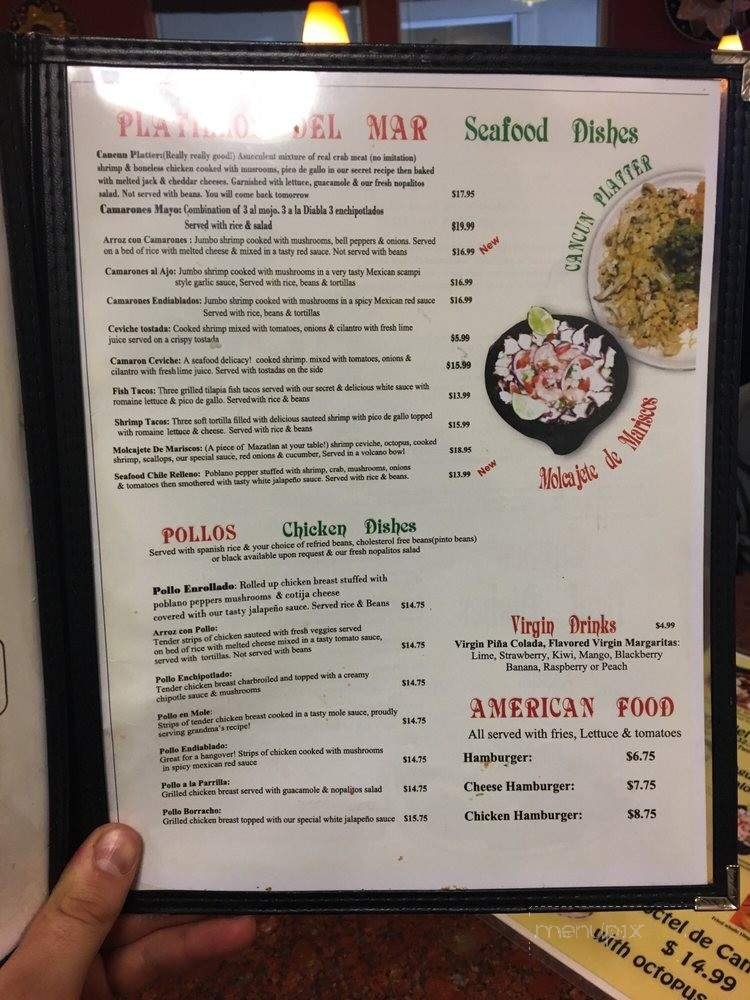 PLATILLOS DEL MAR Seafood Dishes
Cancun Platter:(Really really good!) Asucculent mixture of real crab meat (no imitation)
shrimp & boneless chicken cooked with musrooms, pico de gallo in our secret recipe then baked
with melted jack & cheddar cheeses. Garnished with lettuce, guacamole & our fresh nopalitos
salad. Not served with beans. You will come back tomorrow $17.95
Camarones Mayo: Combination of 3 al mojo. 3 a la Diabla 3 enchipotlados
Served with rice & salad $19.99
Arroz con Camarones : Jumbo shrimp cooked with mushrooms, bell peppers & onions. Served
on a bed of rice with melted cheese & mixed in a tasty red sauce. Not served with beans $16.99 New
Camarones al Ajo: Jumbo shrimp cooked with mushrooms in a very tasty Mexican scampi
style garlic sauce, Served with rice, beans & tortillas $16.99
Camarones Endiablados: Jumbo shrimp cooked with mushrooms in a spicy Mexican red sauce $16.99
Served with rice, beans & tortillas
Ceviche tostada: Cooked shrimp mixed with tomatoes, onions & cilantro with fresh lime
juice served on a crispy tostada $5.99
Camaron Ceviche: A seafood delicacy! cooked shrimp. mixed with tomatoes, onions &
cilantro with fresh lime juice. Served with tostadas on the side $15.99
Fish Tacos: Three grilled tilapia fish tacos served with our secret & delicious white sauce with
romaine lettuce & pico de gallo. Served with rice & beans $13.99
Shrimp Tacos: Three soft tortilla filled with delicious sauteed shrimp with pico de gallo topped
with romaine lettuce & cheese. Served with rice & beans $15.99
Molcajete De Mariscos: (A piece of Mazatlan at your table!) shrimp ceviche, octopus, cooked
shrimp, scallops, our special sauce, red onions & cucumber, Served in a volcano bowl $18.95
Seafood Chile Relleno: Poblano pepper stuffed with shrimp, crab, mushrooms, onions
& tomatoes then smothered with tasty white jalapeño sauce. Served with rice & beans. $13.99 New
CANCUN PLATTER
Molcajete de Mariscos
POLLOS Chicken Dishes
Served with spanish rice & your choice of refried beans, cholesterol free beans(pinto beans)
or black available upon request & our fresh nopalitos salad
Pollo Enrollado: Rolled up chicken breast stuffed with
poblano peppers mushrooms & cotija cheese
covered with our tasty jalapeño sauce. Served rice & Beans $14.75
Arroz con Pollo:
Tender strips of chicken sauteed with fresh veggies served
on bed of rice with melted cheese mixed in a tasty tomato sauce, $14.75
served with tortillas. Not served with beans
Pollo Enchipotlado:
Tender chicken breast charbroiled and topped with a creamy
chipotle sauce & mushrooms $14.75
Pollo en Mole:
Strips of tender chicken breast cooked in a tasty mole sauce, proudly
serving grandma's recipe! $14.75
Pollo Endiablado:
Great for a hangover! Strips of chicken cooked with mushrooms
in spicy mexican red sauce $14.75
Pollo a la Parrilla:
Grilled chicken breast served with guacamole & nopalitos salad $14.75
Pollo Borracho:
Grilled chicken breast topped with our special white jalapeño sauce $15.75
Virgin Drinks $4.99
Virgin Piña Colada, Flavored Virgin Margaritas:
Lime, Strawberry, Kiwi, Mango, Blackberry
Banana, Raspberry or Peach
AMERICAN FOOD
All served with fries, Lettuce & tomatoes
Hamburger: $6.75
Cheese Hamburger: $7.75
Chicken Hamburger: $8.75
menupix
ctel de Cam
$ 14.99
with octopus